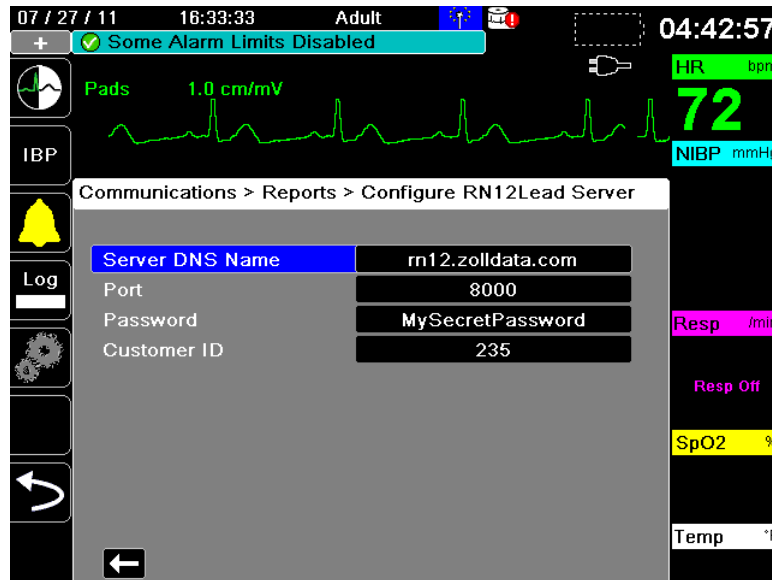 07 / 27 / 11 16:33:33 Adult
04:42:57
+ Some Alarm Limits Disabled
Pads 1.0 cm/mV
HR bpm
72
IBP
NIBP mmHg
Communications > Reports > Configure RN12Lead Server
Server DNS Name rn12.zolldata.com
Log
Port 8000
Password MySecretPassword
Resp /min
Customer ID 235
Resp Off
SpO2 %
Temp °F